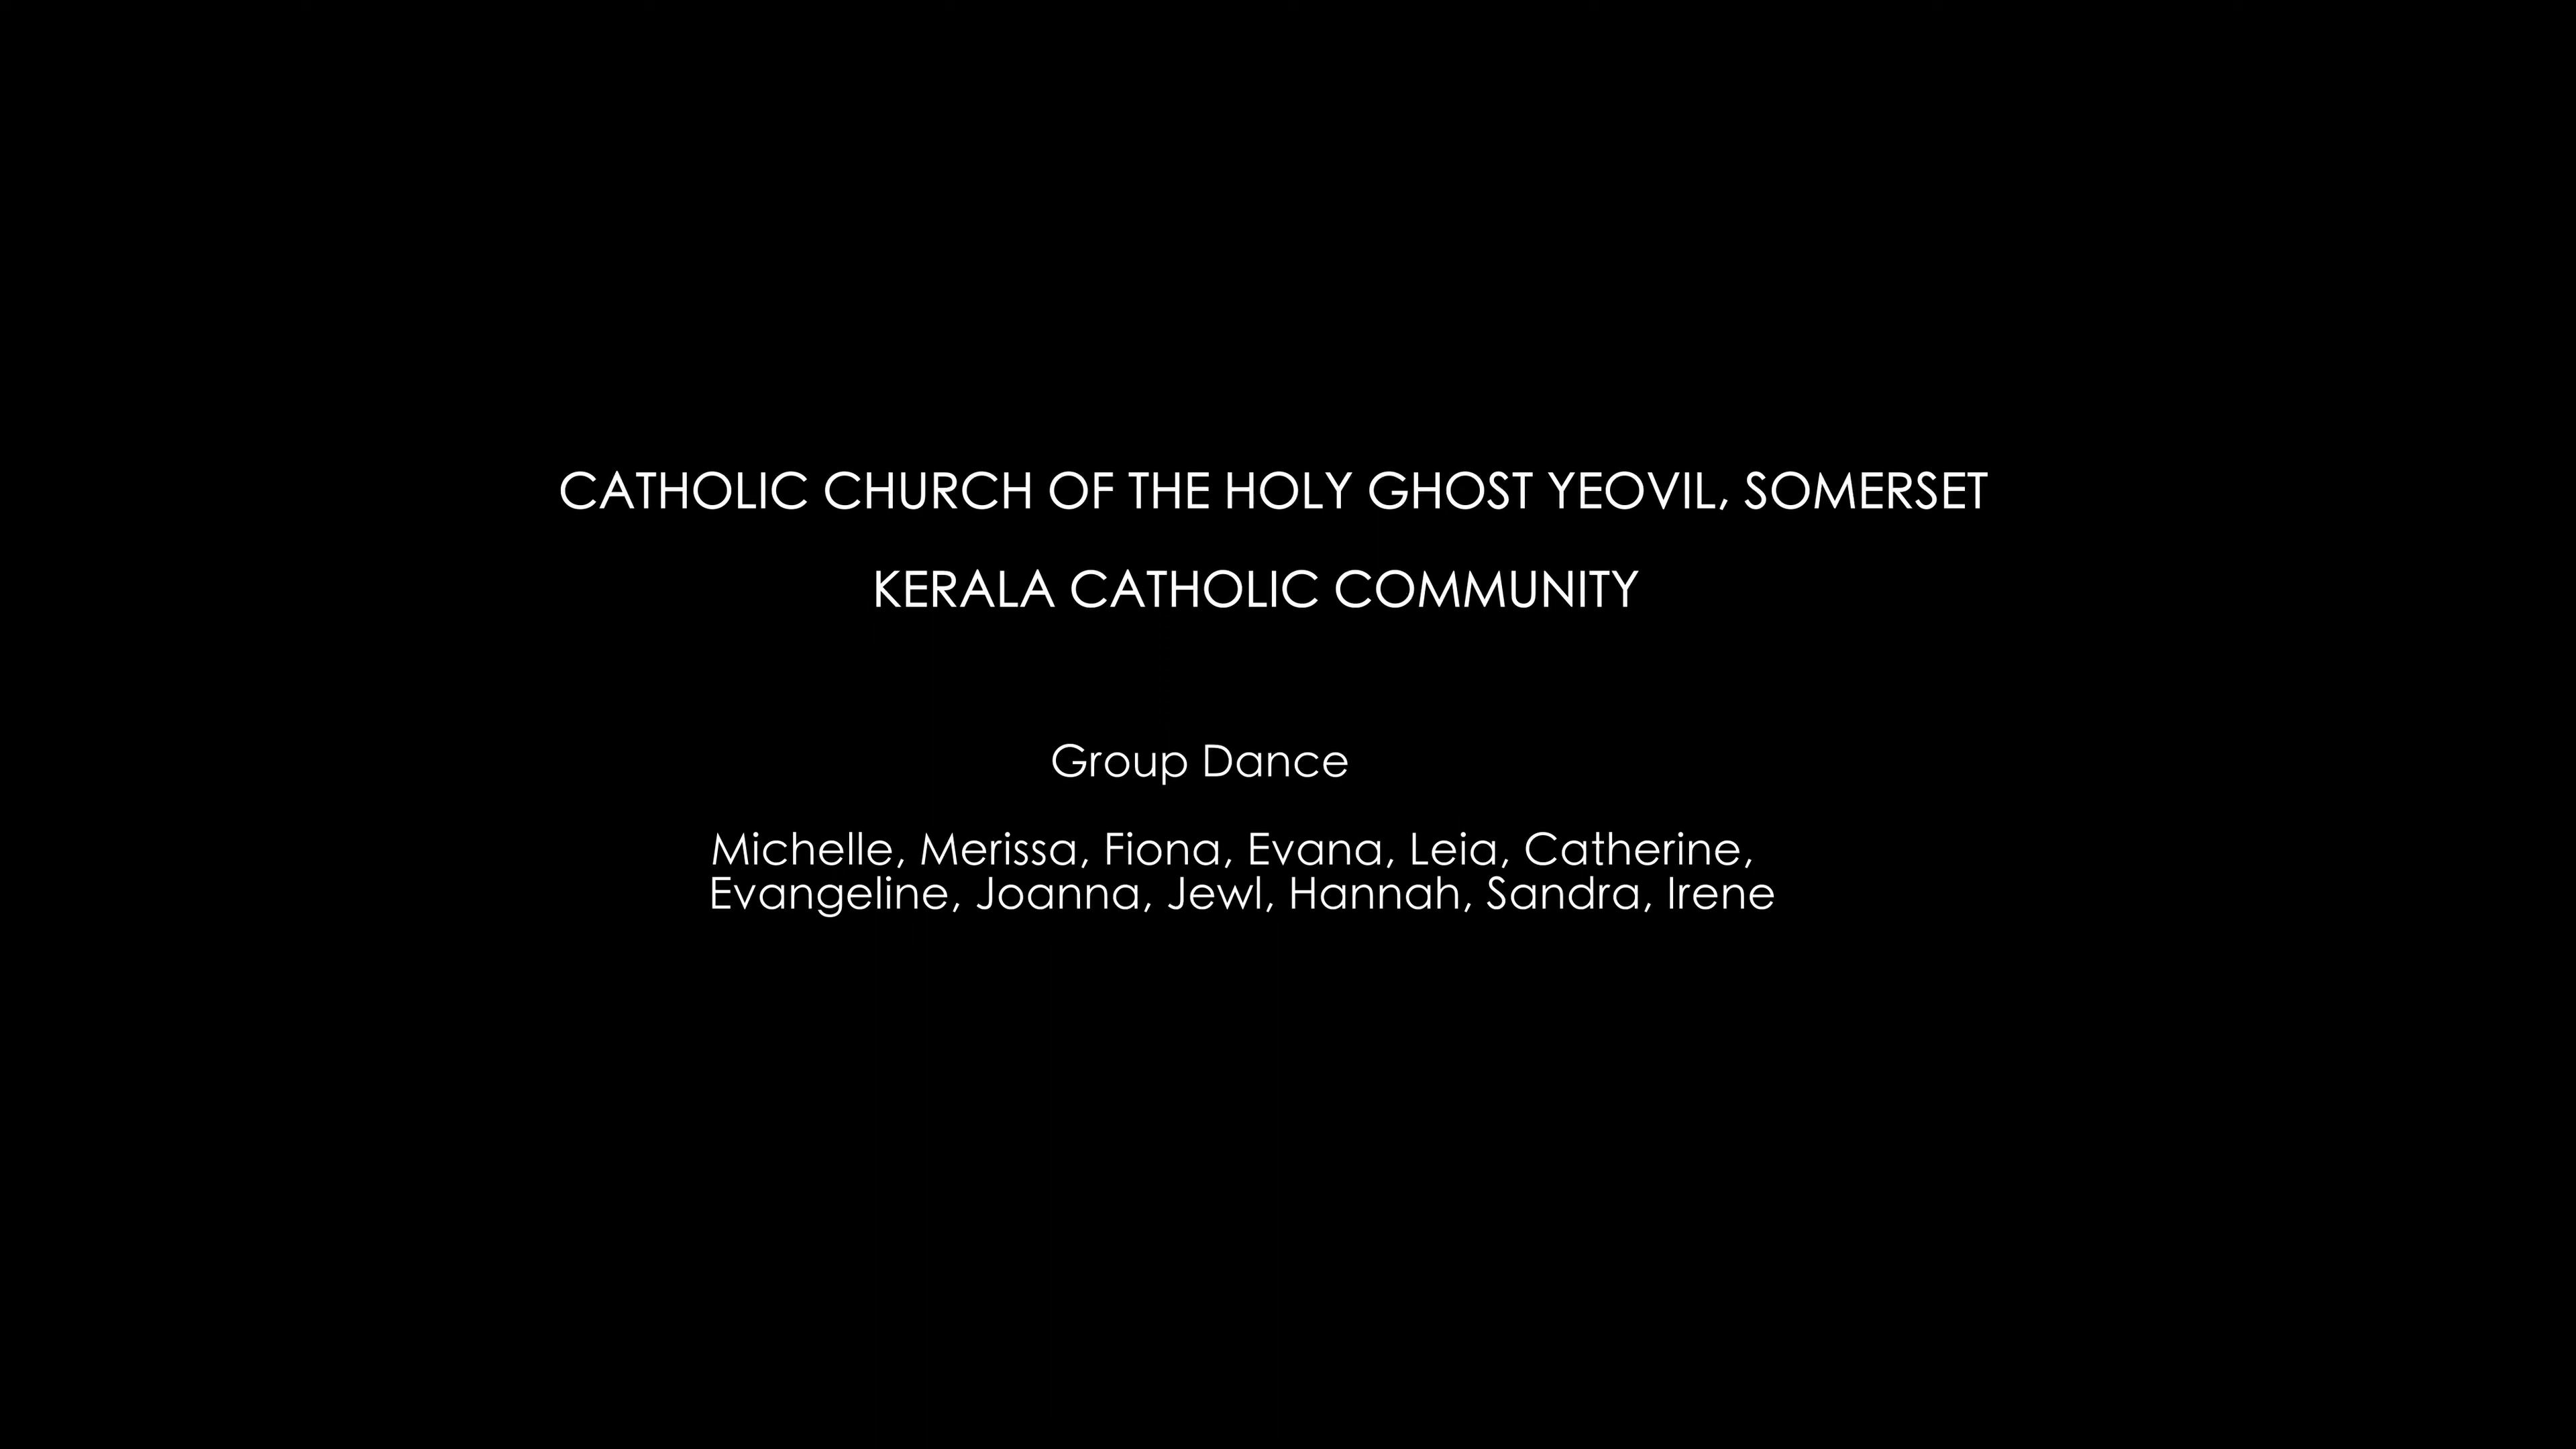 CATHOLIC CHURCH OF THE HOLY GHOST YEOVIL, SOMERSET
KERALA CATHOLIC COMMUNITY
Group Dance
Michelle, Merissa, Fiona, Evana, Leia, Catherine,
Evangeline, Joanna, Jewl, Hannah, Sandra, Irene